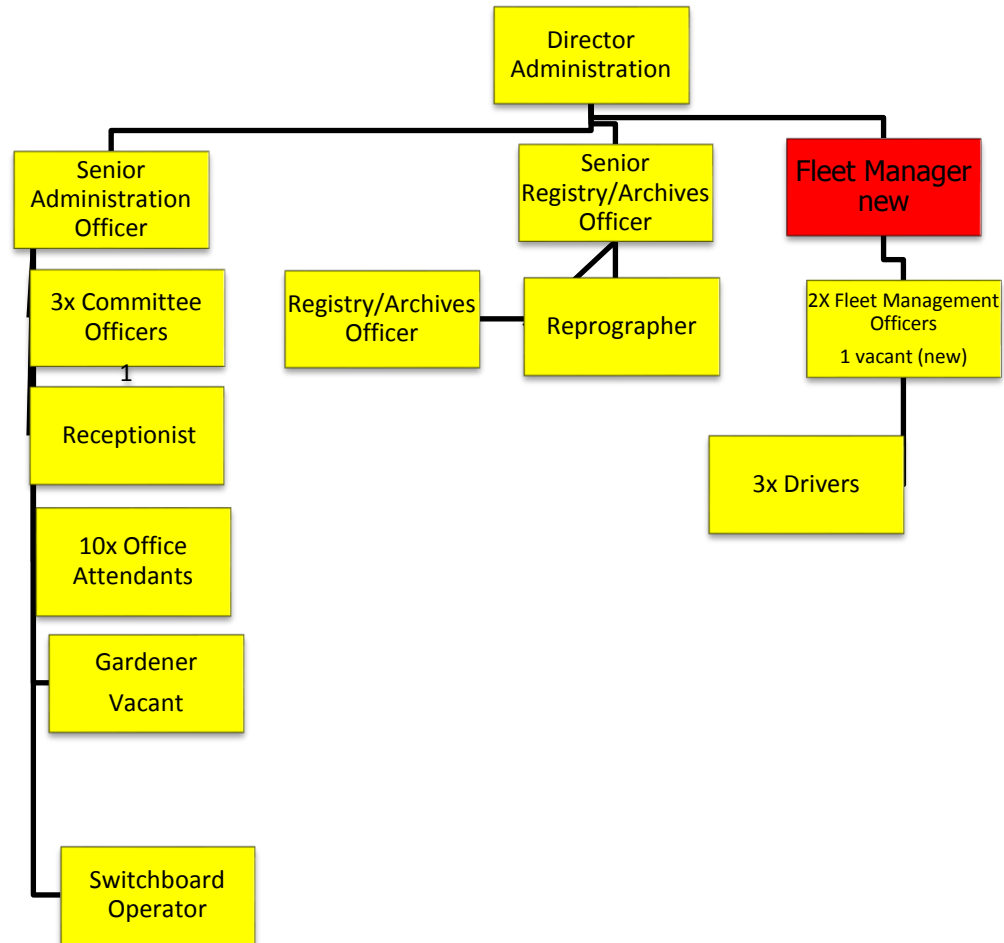 Director
Administration
Senior
Administration
Officer
Senior
Registry/Archives
Officer
Fleet Manager
new
3x Committee
Officers
1
Registry/Archives
Officer
Reprographer
2X Fleet Management
Officers
1 vacant (new)
Receptionist
3x Drivers
10x Office
Attendants
Gardener
Vacant
Switchboard
Operator